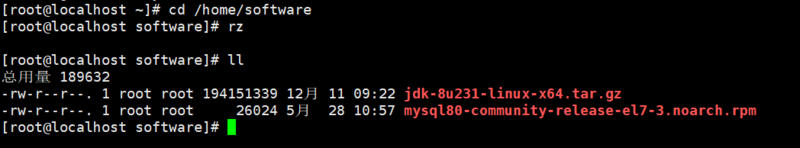 [root@localhost ~]# cd /home/software
[root@localhost software]# rz
[root@localhost software]# ll
总用量 189632
-rw-r--r--. 1 root root 194151339 12月 11 09:22 jdk-8u231-linux-x64.tar.gz
-rw-r--r--. 1 root root     26024 5月  28 10:57 mysql80-community-release-el7-3.noarch.rpm
[root@localhost software]#